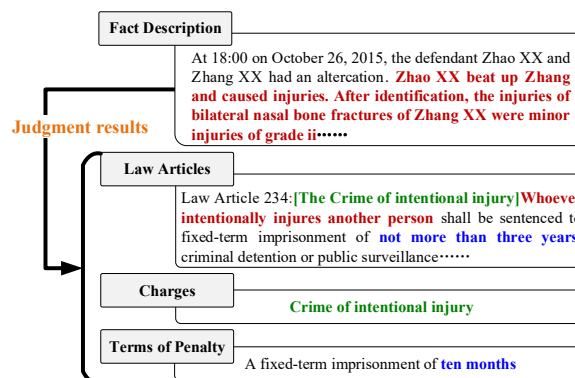 Fact Description
At 18:00 on October 26, 2015, the defendant Zhao XX and
Zhang XX had an altercation. Zhao XX beat up Zhang
and caused injuries. After identification, the injuries of
bilateral nasal bone fractures of Zhang XX were minor
injuries of grade ii······
Judgment results
Law Articles
Law Article 234:[The Crime of intentional injury]Whoeve
intentionally injures another person shall be sentenced to
fixed-term imprisonment of not more than three years
criminal detention or public surveillance······
Charges
Crime of intentional injury
Terms of Penalty
A fixed-term imprisonment of ten months